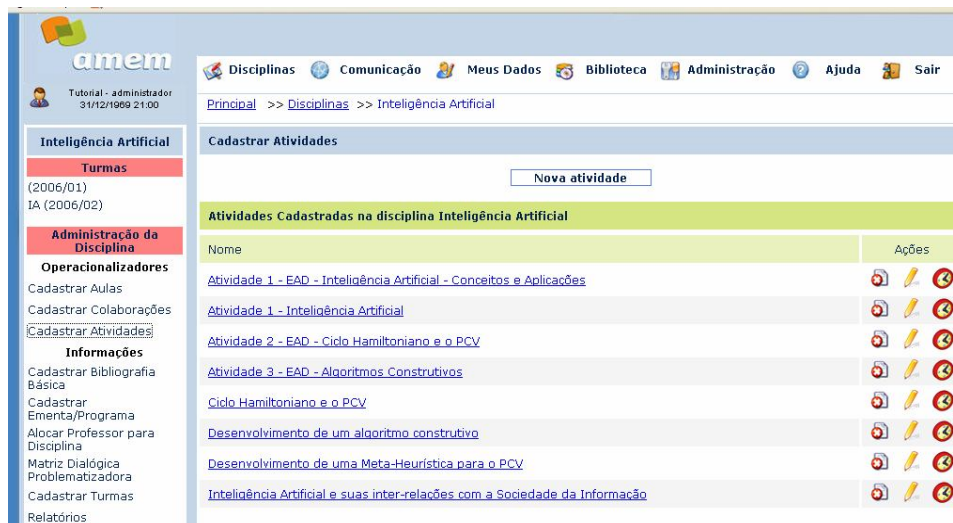 amem
Disciplinas Comunicação Meus Dados Biblioteca Administração Ajuda Sair
Tutorial - administrador
31/12/1969 21:00
Principal >> Disciplinas >> Inteligência Artificial
Inteligência Artificial
Turmas
(2006/01)
IA (2006/02)
Administração da
Disciplina
Operacionalizadores
Cadastrar Aulas
Cadastrar Colaborações
Cadastrar Atividades
Informações
Cadastrar Bibliografia
Básica
Cadastrar
Ementa/Programa
Alocar Professor para
Disciplina
Matriz Dialógica
Problematizadora
Cadastrar Turmas
Relatórios
Cadastrar Atividades
Nova atividade
Atividades Cadastradas na disciplina Inteligência Artificial
Nome Ações
Atividade 1 - EAD - Inteligência Artificial - Conceitos e Aplicações
Atividade 1 - Inteligência Artificial
Atividade 2 - EAD - Ciclo Hamiltoniano e o PCV
Atividade 3 - EAD - Algoritmos Construtivos
Ciclo Hamiltoniano e o PCV
Desenvolvimento de um algoritmo construtivo
Desenvolvimento de uma Meta-Heurística para o PCV
Inteligência Artificial e suas inter-relações com a Sociedade da Informação